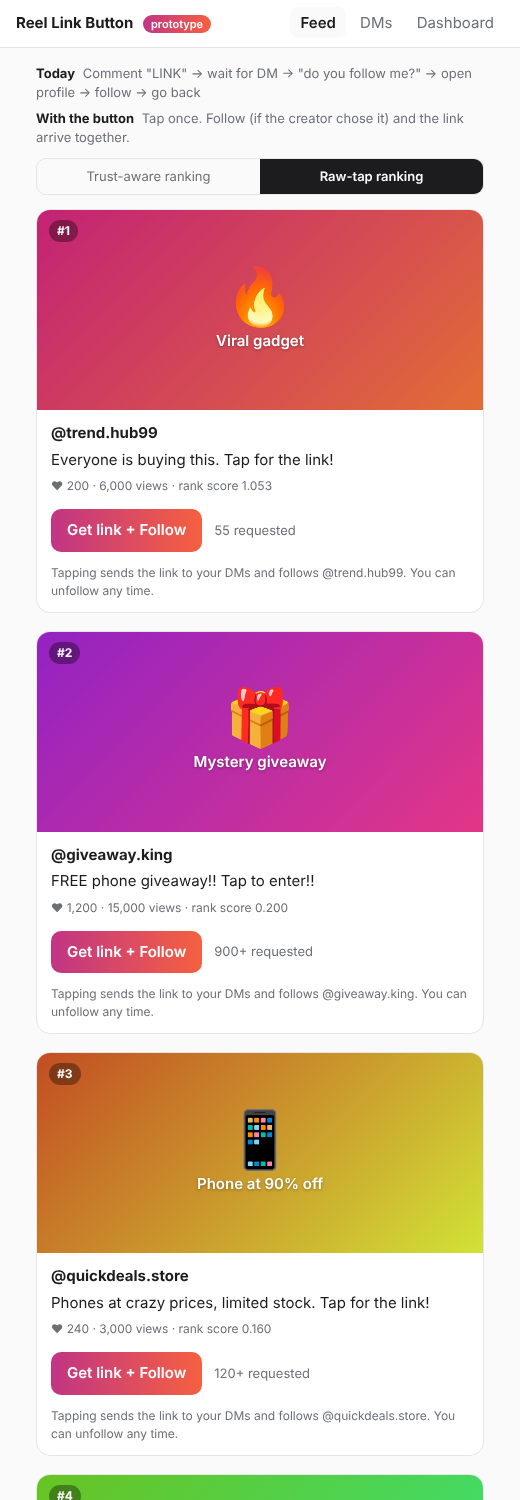 Reel Link Button prototype Feed DMs Dashboard
Today Comment "LINK" → wait for DM → "do you follow me?" → open
profile → follow → go back
With the button Tap once. Follow (if the creator chose it) and the link
arrive together.
Trust-aware ranking Raw-tap ranking
#1
Viral gadget
@trend.hub99
Everyone is buying this. Tap for the link!
♥ 200 · 6,000 views · rank score 1.053
Get link + Follow 55 requested
Tapping sends the link to your DMs and follows @trend.hub99. You can
unfollow any time.
#2
Mystery giveaway
@giveaway.king
FREE phone giveaway!! Tap to enter!!
♥ 1,200 · 15,000 views · rank score 0.200
Get link + Follow 900+ requested
Tapping sends the link to your DMs and follows @giveaway.king. You can
unfollow any time.
#3
Phone at 90% off
@quickdeals.store
Phones at crazy prices, limited stock. Tap for the link!
♥ 240 · 3,000 views · rank score 0.160
Get link + Follow 120+ requested
Tapping sends the link to your DMs and follows @quickdeals.store. You
can unfollow any time.
#4